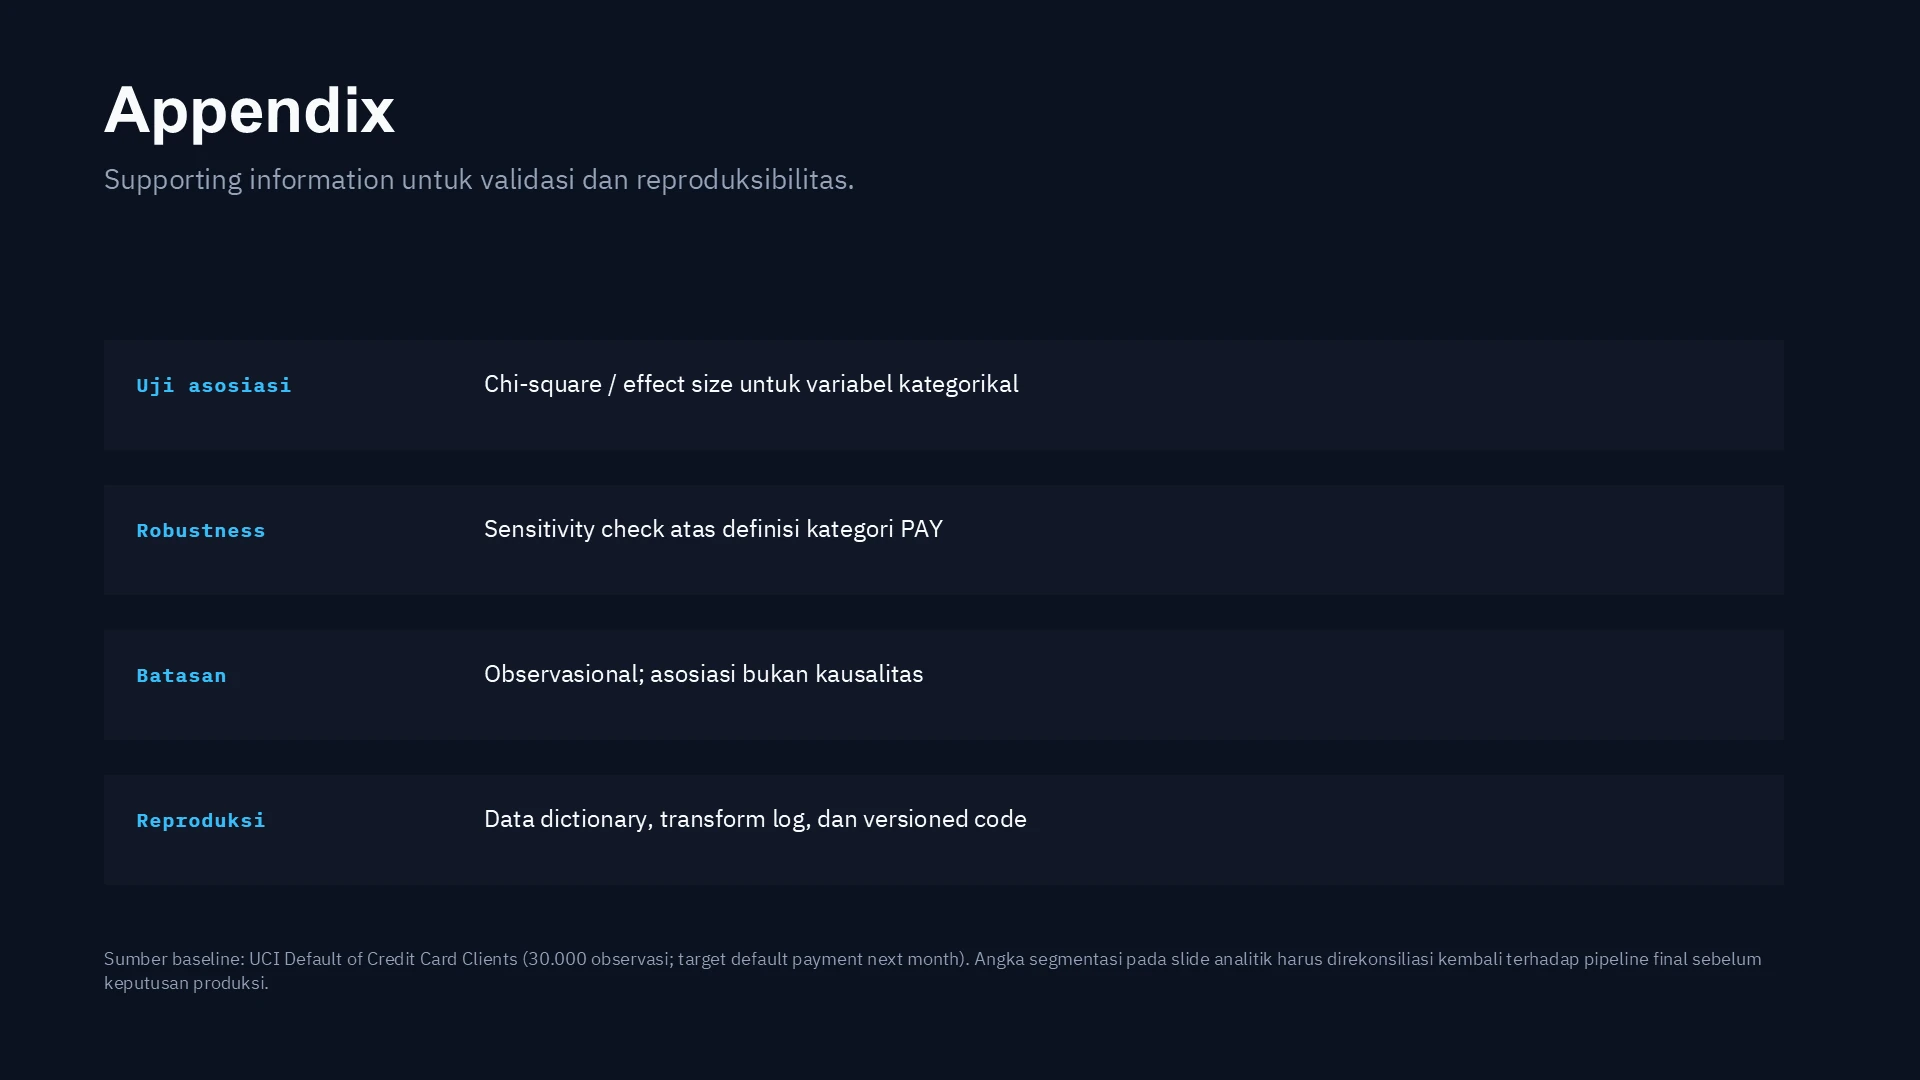 Appendix
Supporting information untuk validasi dan reproduksibilitas.
Uji asosiasi
Chi-square / effect size untuk variabel kategorikal
Robustness
Sensitivity check atas definisi kategori PAY
Batasan
Observasional; asosiasi bukan kausalitas
Reproduksi
Data dictionary, transform log, dan versioned code
Sumber baseline: UCI Default of Credit Card Clients (30.000 observasi; target default payment next month). Angka segmentasi pada slide analitik harus direkonsiliasi kembali terhadap pipeline final sebelum
keputusan produksi.